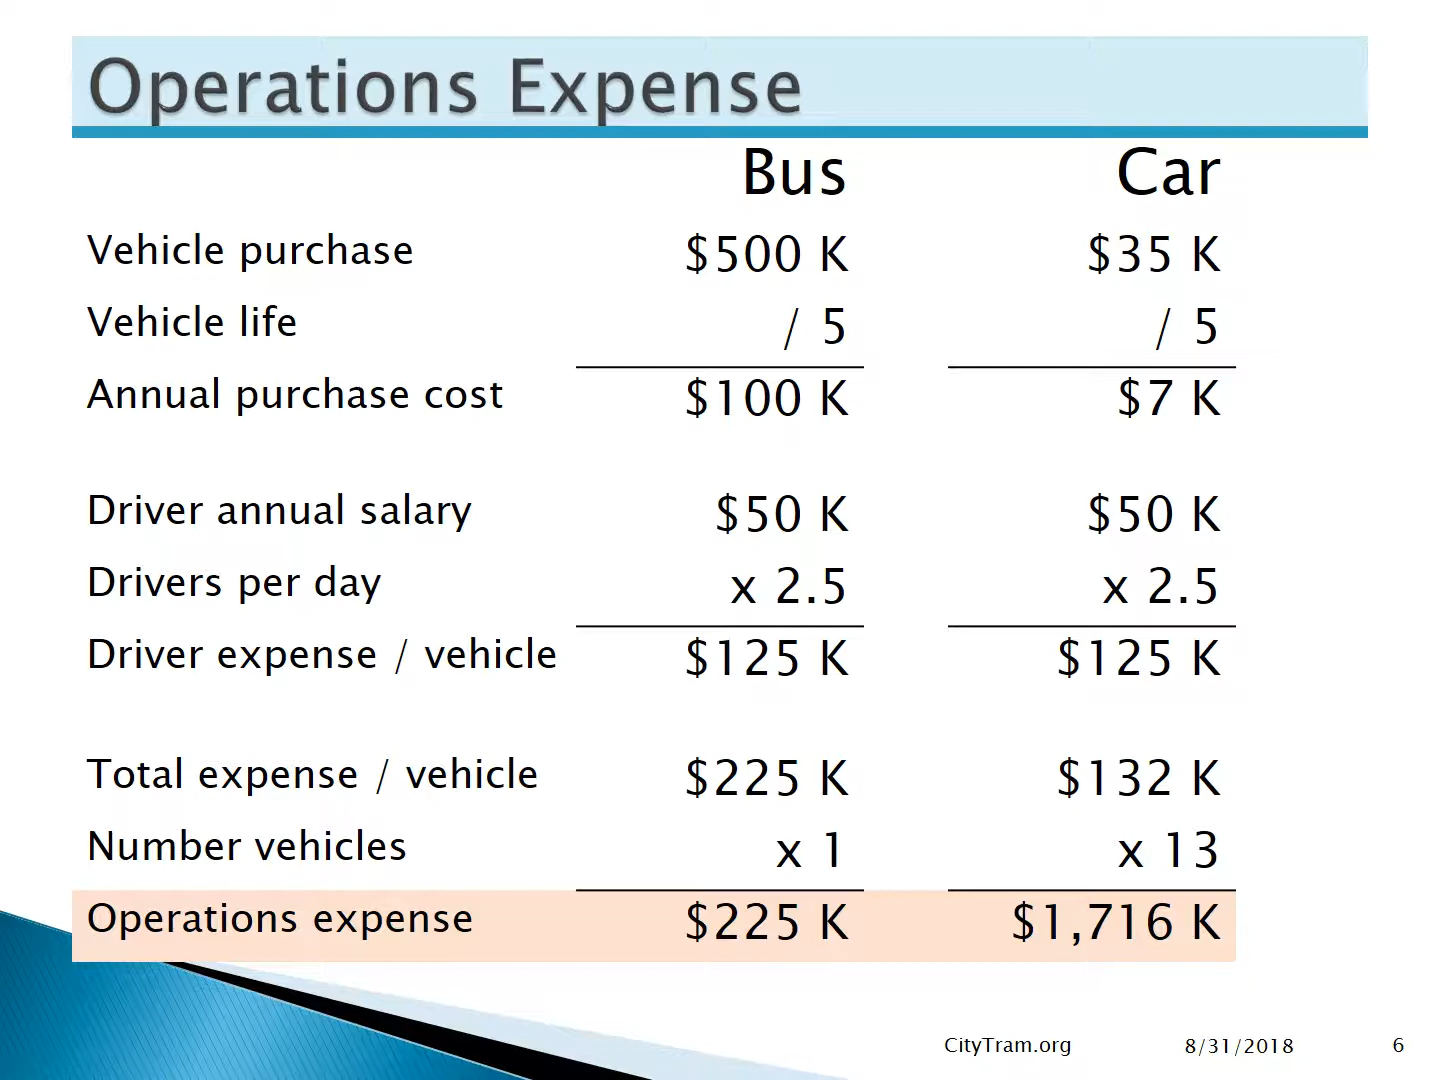 Operations Expense
Bus Car
Vehicle purchase $500 K $35 K
Vehicle life / 5 / 5
Annual purchase cost $100 K $7 K
Driver annual salary $50 K $50 K
Drivers per day x 2.5 x 2.5
Driver expense / vehicle $125 K $125 K
Total expense / vehicle $225 K $132 K
Number vehicles x 1 x 13
Operations expense $225 K $1,716 K
CityTram.org 8/31/2018 6